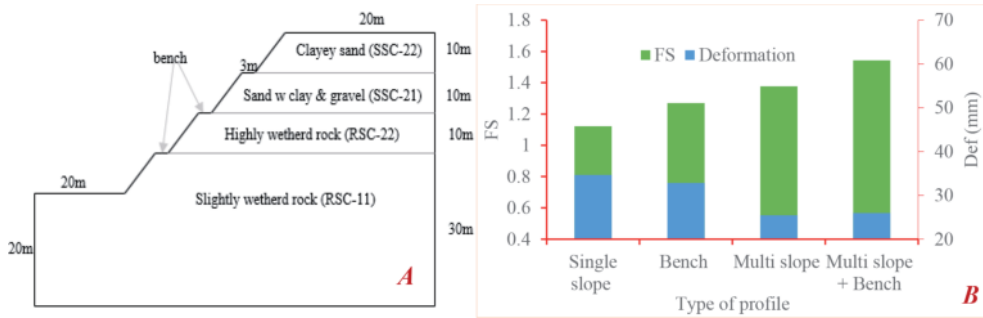 20m
Clayey sand (SSC-22)
10m
bench
3m
Sand w clay & gravel (SSC-21)
10m
Highly wetherd rock (RSC-22)
10m
20m
Slightly wetherd rock (RSC-11)
30m
20m
A
1.8
1.6
1.4
1.2
1
0.8
0.6
0.4
FS
FS
Deformation
70
60
50
40
30
20
Def (mm)
Single
slope
Bench
Multi slope
Multi slope
+ Bench
Type of profile
B